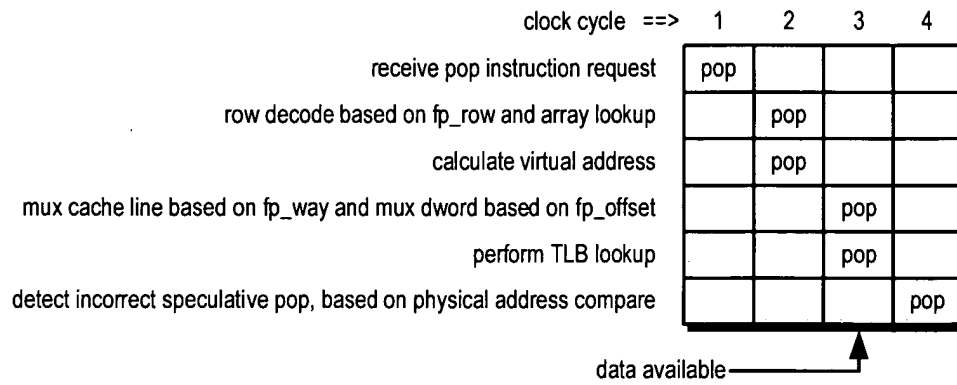 clock cycle ==> 1 2 3 4
receive pop instruction request pop
row decode based on fp_row and array lookup pop
calculate virtual address pop
mux cache line based on fp_way and mux dword based on fp_offset pop
perform TLB lookup pop
detect incorrect speculative pop, based on physical address compare pop
data available